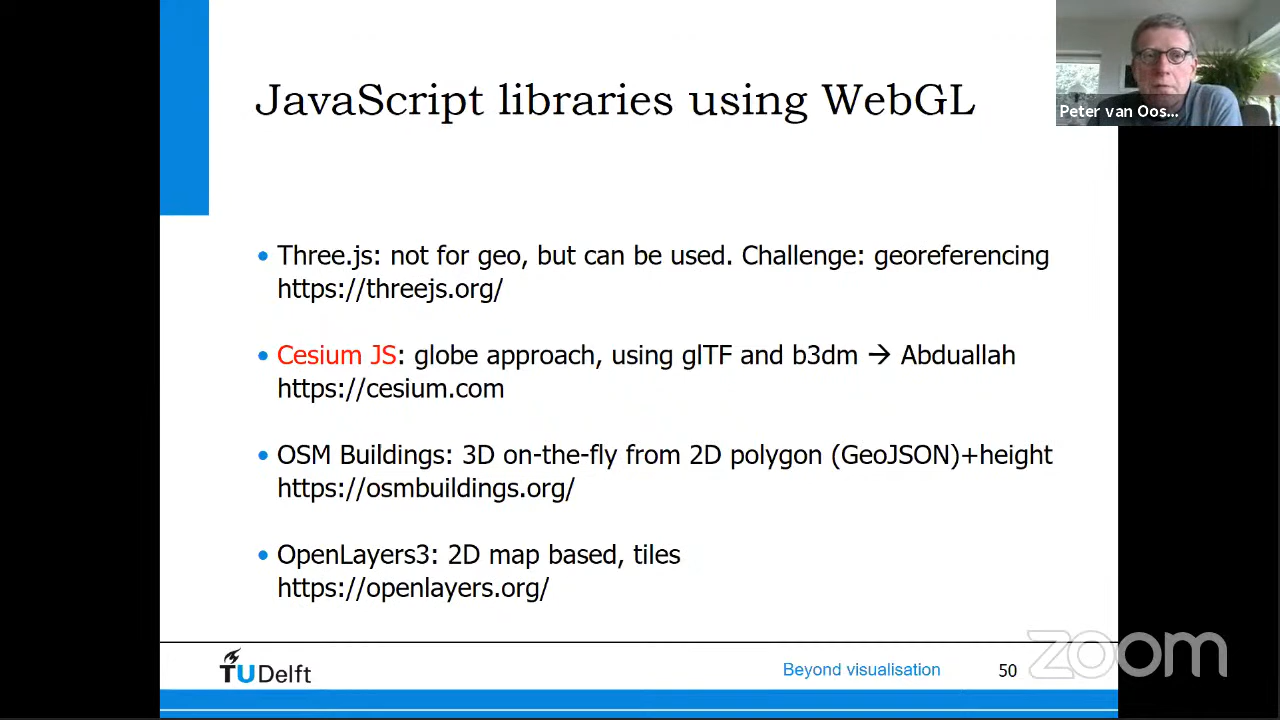 JavaScript libraries using WebGL
Peter van Oos...
• Three.js: not for geo, but can be used. Challenge: georeferencing
https://threejs.org/
• Cesium JS: globe approach, using glTF and b3dm → Abduallah
https://cesium.com
• OSM Buildings: 3D on-the-fly from 2D polygon (GeoJSON)+height
https://osmbuildings.org/
• OpenLayers3: 2D map based, tiles
https://openlayers.org/
TU Delft
Beyond visualisation
50
zoom